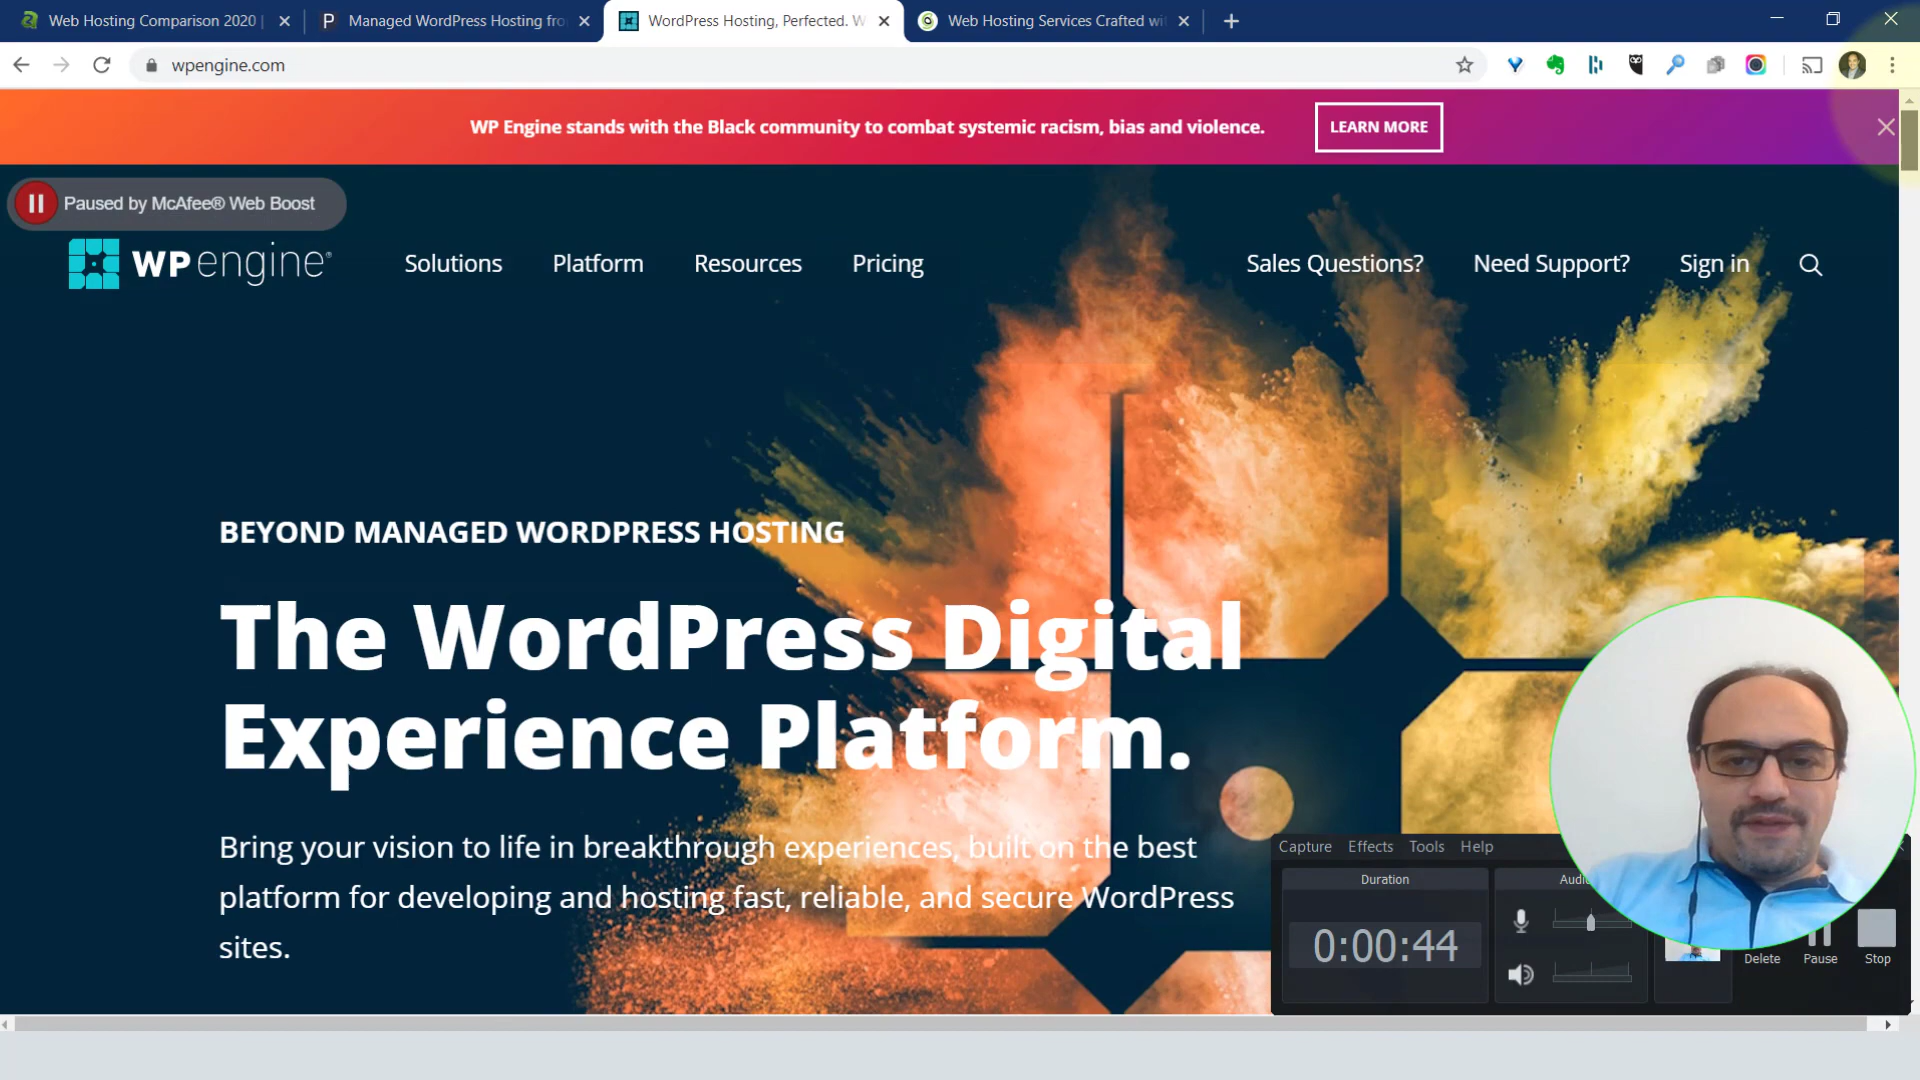 Web Hosting Comparison 2020 |
Managed WordPress Hosting fro
WordPress Hosting, Perfected. W
Web Hosting Services Crafted wi
wpengine.com
WP Engine stands with the Black community to combat systemic racism, bias and violence.
LEARN MORE
Paused by McAfee® Web Boost
WP engine®
Solutions
Platform
Resources
Pricing
Sales Questions?
Need Support?
Sign in
BEYOND MANAGED WORDPRESS HOSTING
The WordPress Digital
Experience Platform.
Bring your vision to life in breakthrough experiences, built on the best
platform for developing and hosting fast, reliable, and secure WordPress
sites.
Capture
Effects
Tools
Help
Duration
0:00:44
Delete
Pause
Stop